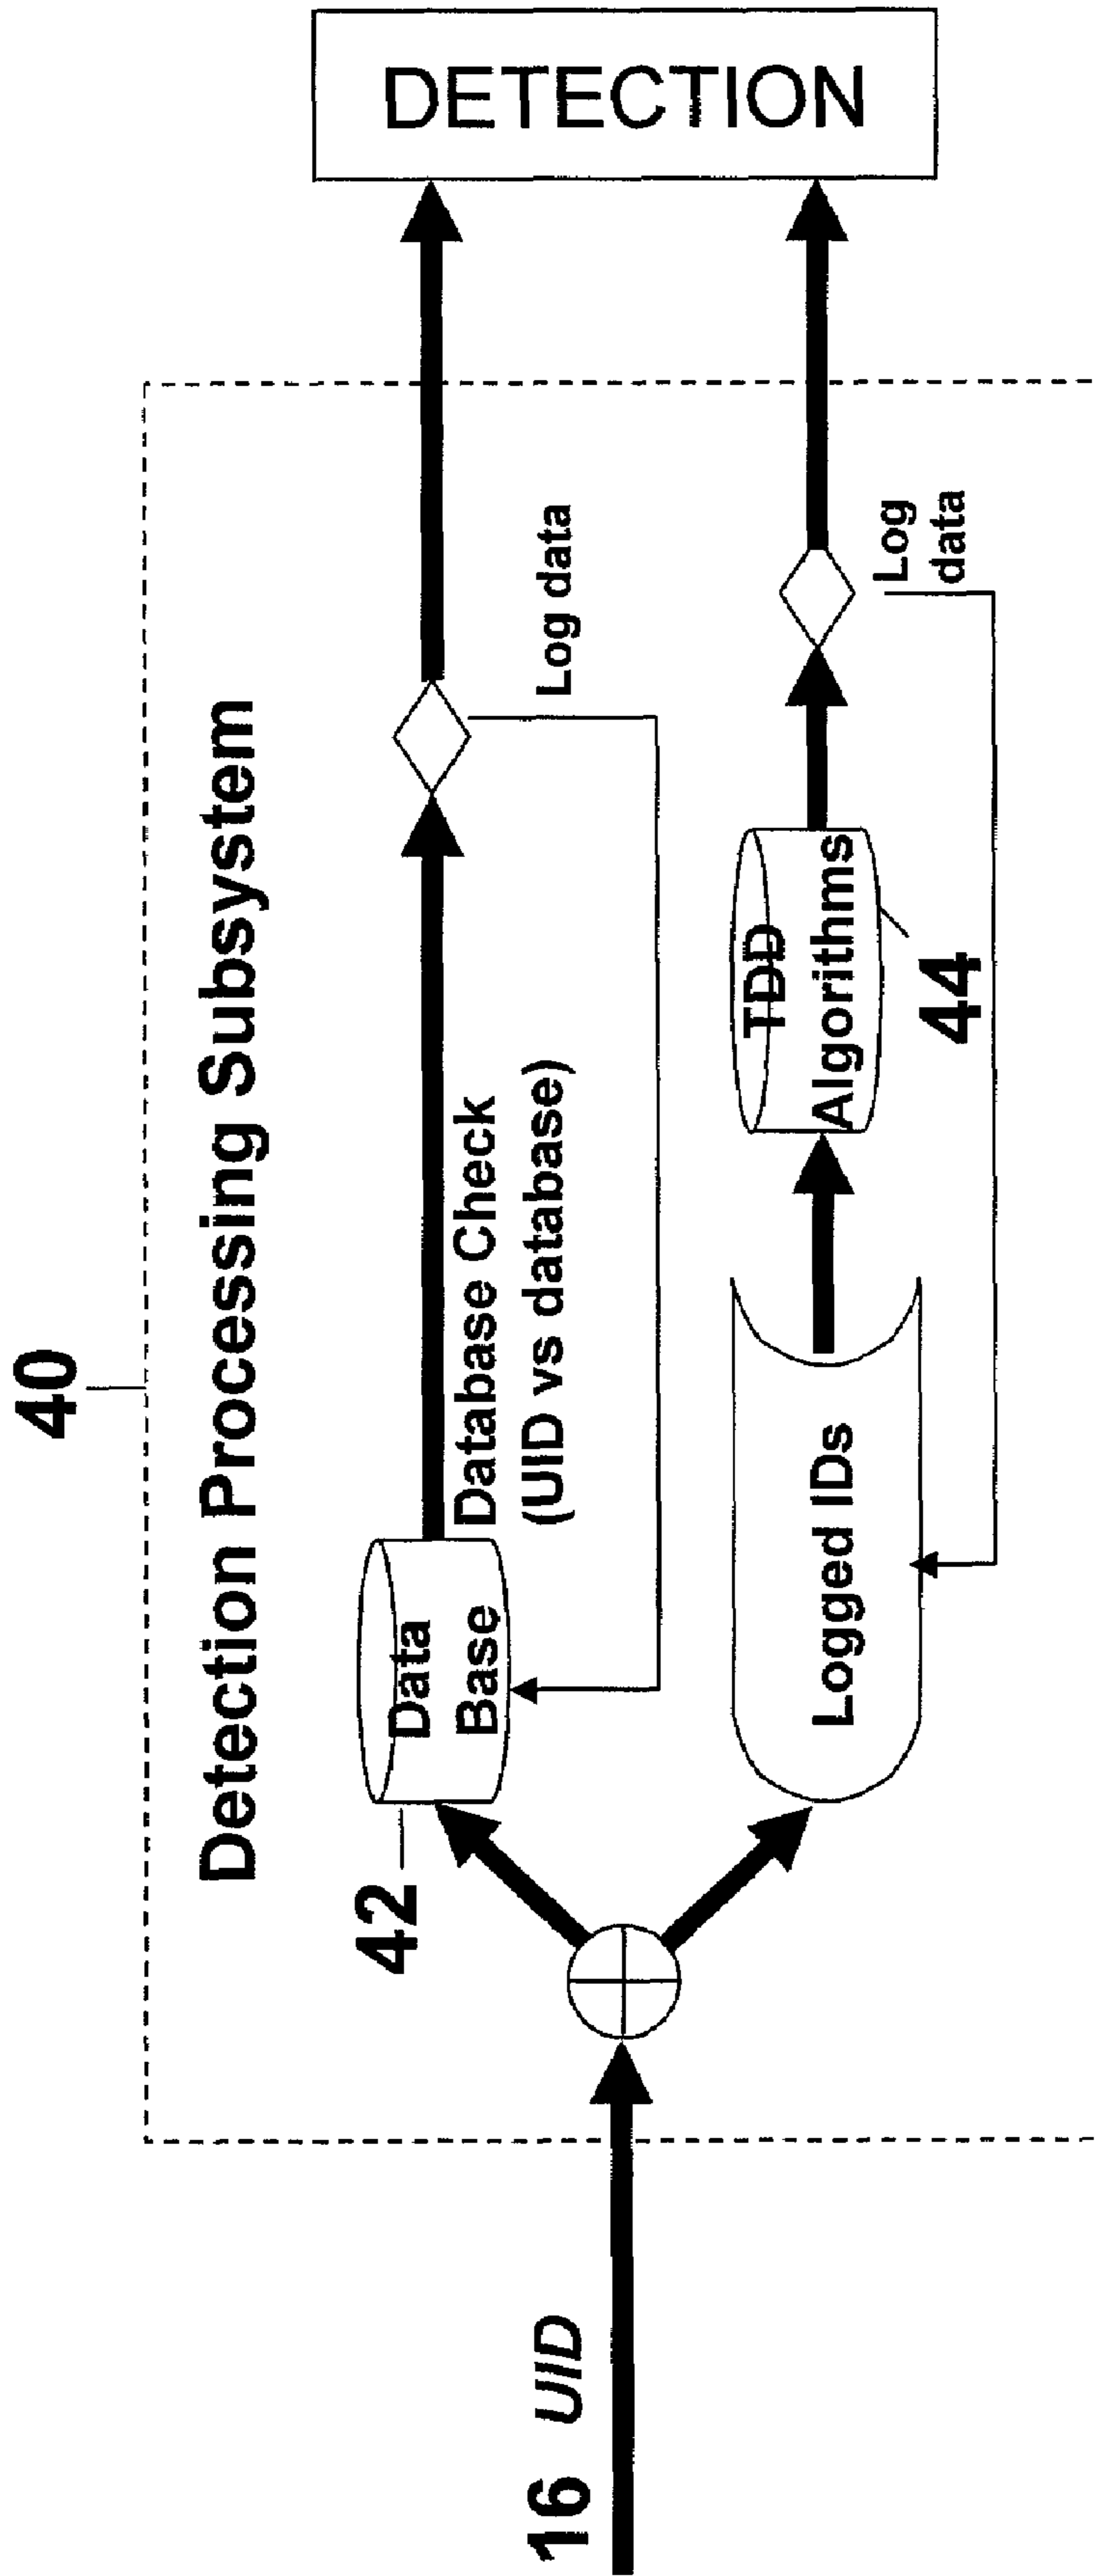 40
Detection Processing Subsystem
16 UID
42
Data
Base
Database Check
(UID vs database)
Log data
DETECTION
Logged IDs
TDD
Algorithms
44
Log
data